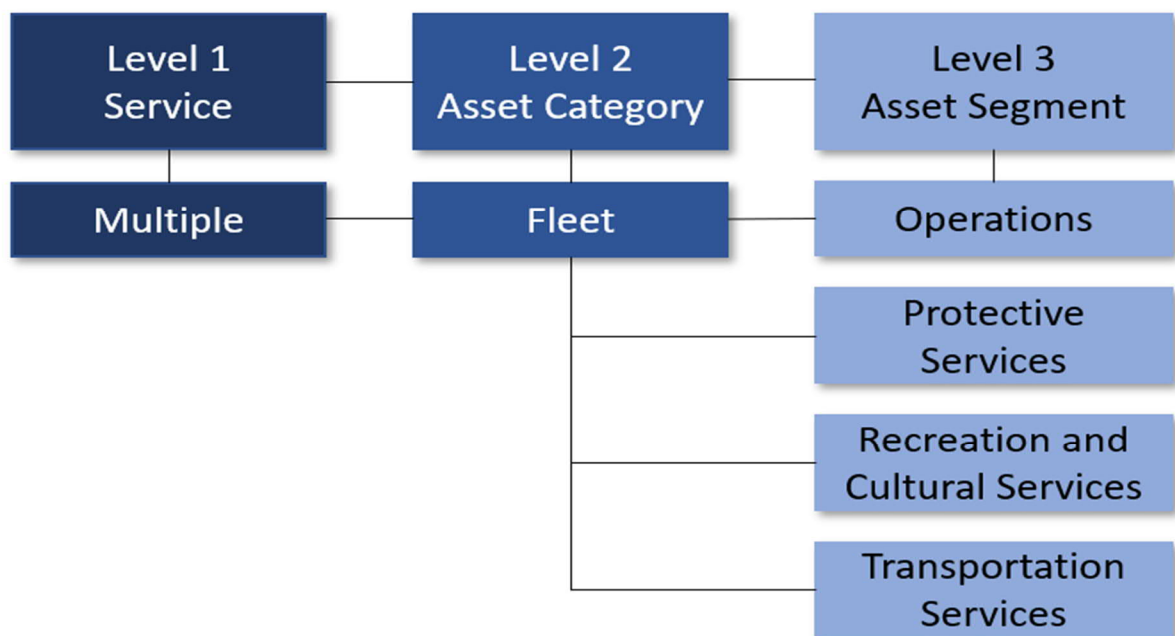 Level 1
Service
Level 2
Asset Category
Level 3
Asset Segment
Multiple
Fleet
Operations
Protective
Services
Recreation and
Cultural Services
Transportation
Services